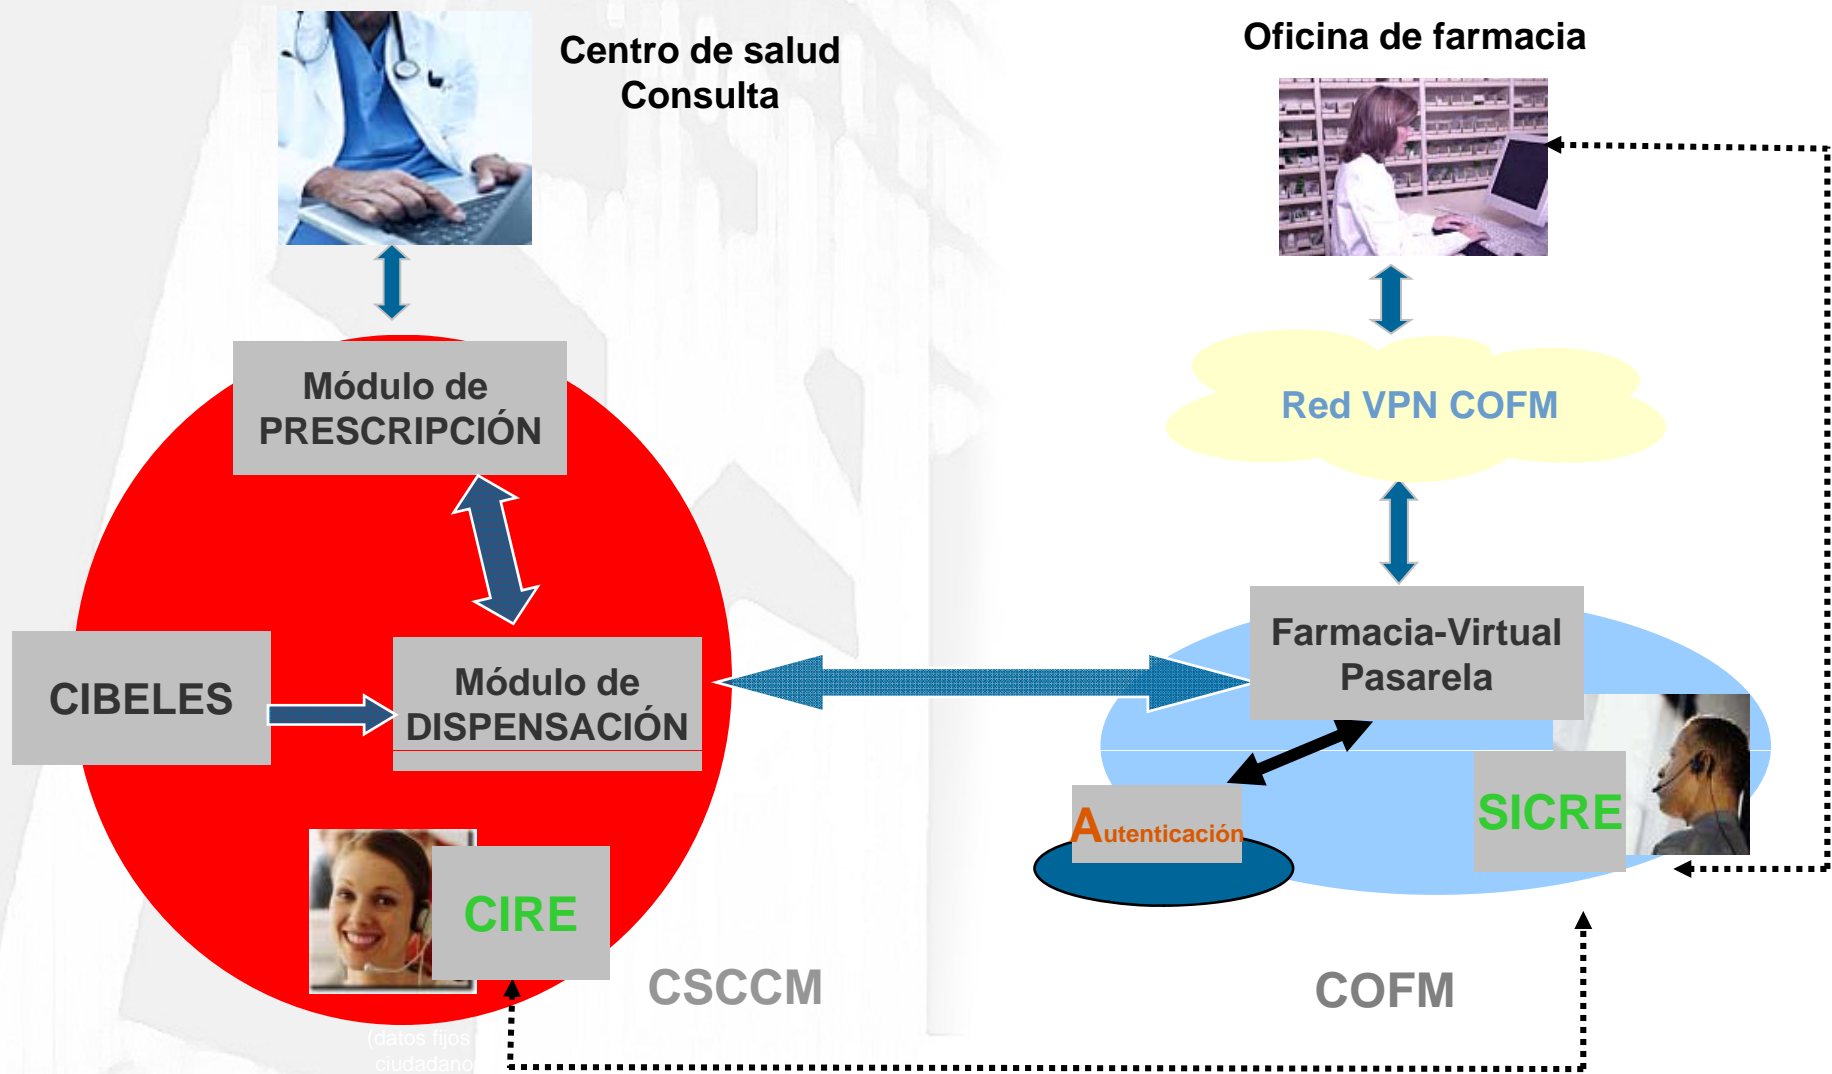 Centro de salud
Consulta
Oficina de farmacia
Módulo de
PRESCRIPCIÓN
Red VPN COFM
CIBELES
Módulo de
DISPENSACIÓN
Farmacia-Virtual
Pasarela
Autenticación
SICRE
CIRE
CSCCM
COFM
(datos fijos
ciudadano